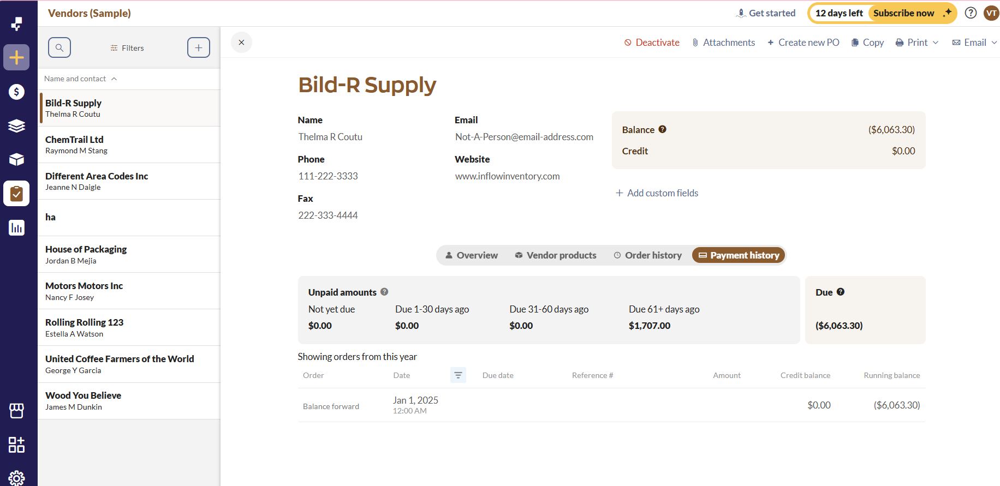 Vendors (Sample)
Get started
12 days left
Subscribe now
VT
Filters
Name and contact
Bild-R Supply
Thelma R Coutu
ChemTrail Ltd
Raymond M Stang
Different Area Codes Inc
Jeanne N Daigle
ha
House of Packaging
Jordan B Mejia
Motors Motors Inc
Nancy F Josey
Rolling Rolling 123
Estella A Watson
United Coffee Farmers of the World
George Y Garcia
Wood You Believe
James M Dunkin
Deactivate
Attachments
Create new PO
Copy
Print
Email
Bild-R Supply
Name
Thelma R Coutu
Phone
111-222-3333
Fax
222-333-4444
Email
Not-A-Person@email-address.com
Website
www.inflowinventory.com
Balance ($6,063.30)
Credit $0.00
Add custom fields
Overview
Vendor products
Order history
Payment history
Unpaid amounts
Not yet due Due 1-30 days ago Due 31-60 days ago Due 61+ days ago
$0.00 $0.00 $0.00 $1,707.00
Due
($6,063.30)
Showing orders from this year
Order Date Due date Reference # Amount Credit balance Running balance
Balance forward Jan 1, 2025 $0.00 ($6,063.30)
12:00 AM